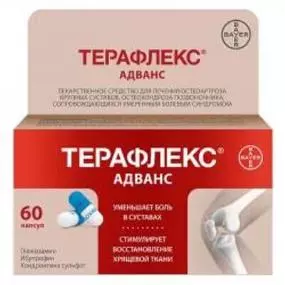 ТЕРАФЛЕКС®
АДВАНС
BAYER
ЛЕКАРСТВЕННОЕ СРЕДСТВО ДЛЯ ЛЕЧЕНИЯ ОСТЕОАРТРОЗА
КРУПНЫХ СУСТАВОВ, ОСТЕОХОНДРОЗА ПОЗВОНОЧНИКА,
СОПРОВОЖДАЮЩИХСЯ УМЕРЕННЫМ БОЛЕВЫМ СИНДРОМОМ
ТЕРАФЛЕКС®
АДВАНС
BAYER
60
капсул
УМЕНЬШАЕТ БОЛЬ
В СУСТАВАХ
СТИМУЛИРУЕТ
ВОССТАНОВЛЕНИЕ
ХРЯЩЕВОЙ ТКАНИ
Глюкозамин
Ибупрофен
Хондроитина сульфат